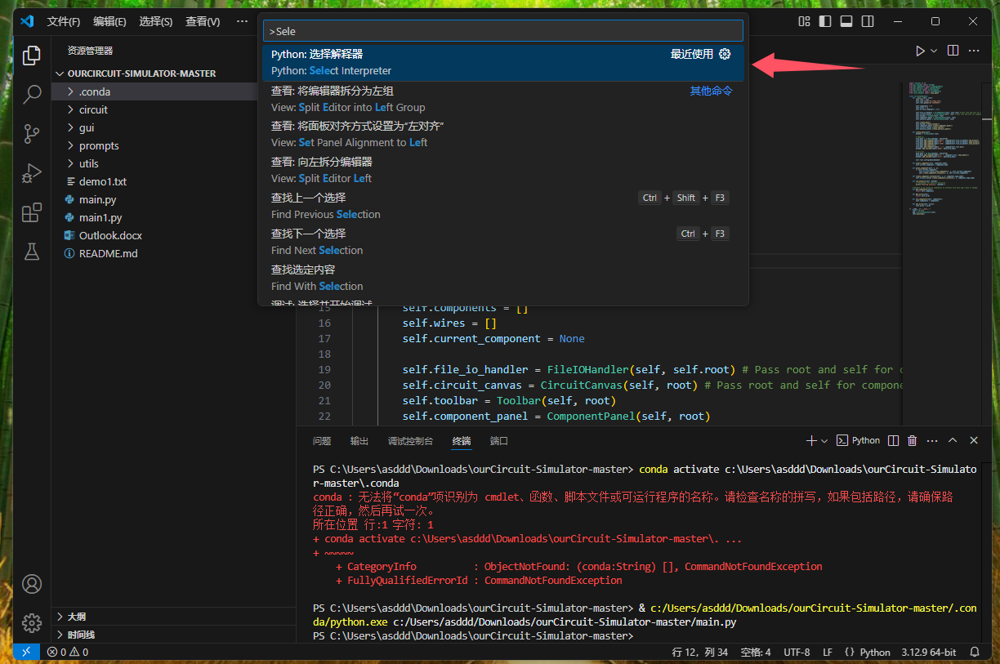 文件(F) 编辑(E) 选择(S) 查看(V) ···
>Sele
资源管理器
OURCIRCUIT-SIMULATOR-MASTER
.conda
circuit
gui
prompts
utils
demo1.txt
main.py
main1.py
Outlook.docx
README.md
大纲
时间线
Python: 选择解释器 最近使用
Python: Select Interpreter
查看: 将编辑器拆分为左组 其他命令
View: Split Editor into Left Group
查看: 将面板对齐方式设置为“左对齐”
View: Set Panel Alignment to Left
查看: 向左拆分编辑器
View: Split Editor Left
查找上一个选择 Ctrl + Shift + F3
Find Previous Selection
查找下一个选择 Ctrl + F3
Find Next Selection
查找选定内容
Find With Selection
调试: 选择并开始调试
15 self.components = []
16 self.wires = []
17 self.current_component = None
18
19 self.file_io_handler = FileIOHandler(self, self.root) # Pass root and self for c
20 self.circuit_canvas = CircuitCanvas(self, root) # Pass root and self for compone
21 self.toolbar = Toolbar(self, root)
22 self.component_panel = ComponentPanel(self, root)
问题 输出 调试控制台 终端 端口 Python
PS C:\Users\asddd\Downloads\ourCircuit-Simulator-master> conda activate c:\Users\asddd\Downloads\ourCircuit-Simulato
r-master\.conda
conda : 无法将“conda”项识别为 cmdlet、函数、脚本文件或可运行程序的名称。请检查名称的拼写，如果包括路径，请确保路
径正确，然后再试一次。
所在位置 行:1 字符: 1
+ conda activate c:\Users\asddd\Downloads\ourCircuit-Simulator-master\. ...
+ ~~~~~
+ CategoryInfo : ObjectNotFound: (conda:String) [], CommandNotFoundException
+ FullyQualifiedErrorId : CommandNotFoundException
PS C:\Users\asddd\Downloads\ourCircuit-Simulator-master> & c:/Users/asddd/Downloads/ourCircuit-Simulator-master/.con
da/python.exe c:/Users/asddd/Downloads/ourCircuit-Simulator-master/main.py
PS C:\Users\asddd\Downloads\ourCircuit-Simulator-master>
0 0 行 12，列 34 空格: 4 UTF-8 LF {} Python 3.12.9 64-bit